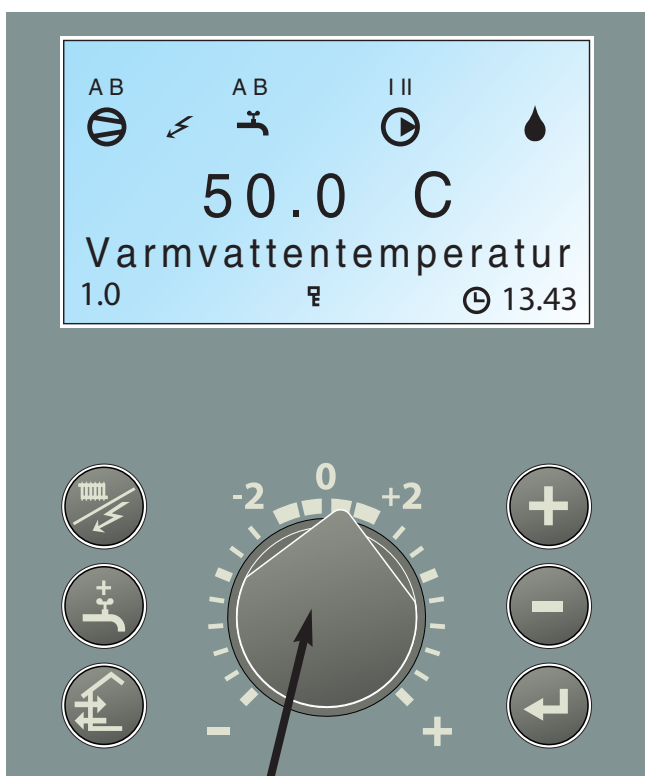 A B A B I II
50.0 C
Varmvattentemperatur
1.0 13.43
-2 0 +2
+
-
- +